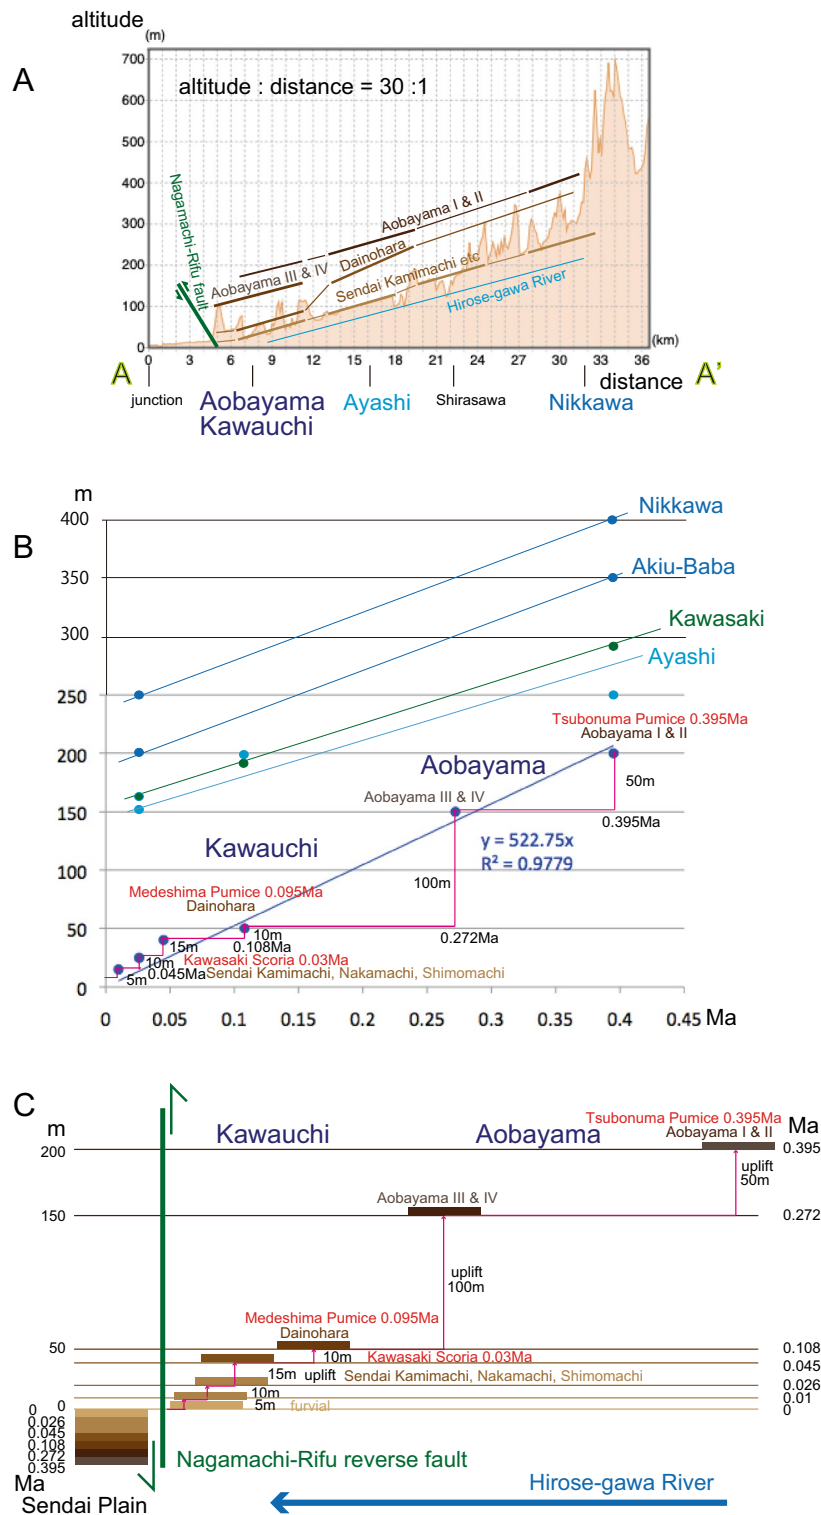 altitude
(m)
A
altitude : distance = 30 :1
700
600
500
400
300
200
100
0
Nagamachi-Rifu fault
Aobayama I & II
Aobayama III & IV
Dainohara
Sendai Kamimachi etc
Hirose-gawa River
0 3 6 9 12 15 18 21 24 27 30 33 36
(km)
A
A'
distance
junction
Aobayama
Kawauchi
Ayashi
Shirasawa
Nikkawa
m
B
400
350
300
250
200
150
100
50
0
Nikkawa
Akiu-Baba
Kawasaki
Ayashi
Tsubonuma Pumice 0.395Ma
Aobayama I & II
Aobayama
50m
Aobayama III & IV
0.395Ma
Kawauchi
y = 522.75x
R² = 0.9779
100m
Medeshima Pumice 0.095Ma
Dainohara
10m
0.108Ma
0.272Ma
15m
10m
Kawasaki Scoria 0.03Ma
5m
0.045Ma
Sendai Kamimachi, Nakamachi, Shimomachi
0 0.05 0.1 0.15 0.2 0.25 0.3 0.35 0.4 0.45 Ma
C
m
Kawauchi
Aobayama
Tsubonuma Pumice 0.395Ma
Aobayama I & II
Ma
200
0.395
uplift
50m
Aobayama III & IV
150
0.272
uplift
100m
Medeshima Pumice 0.095Ma
Dainohara
50
0.108
10m
Kawasaki Scoria 0.03Ma
0.045
15m uplift
Sendai Kamimachi, Nakamachi, Shimomachi
0.026
10m
0.01
5m
furvial
0
0
0
0.026
0.045
0.108
0.272
0.395
Ma
Sendai Plain
Nagamachi-Rifu reverse fault
Hirose-gawa River